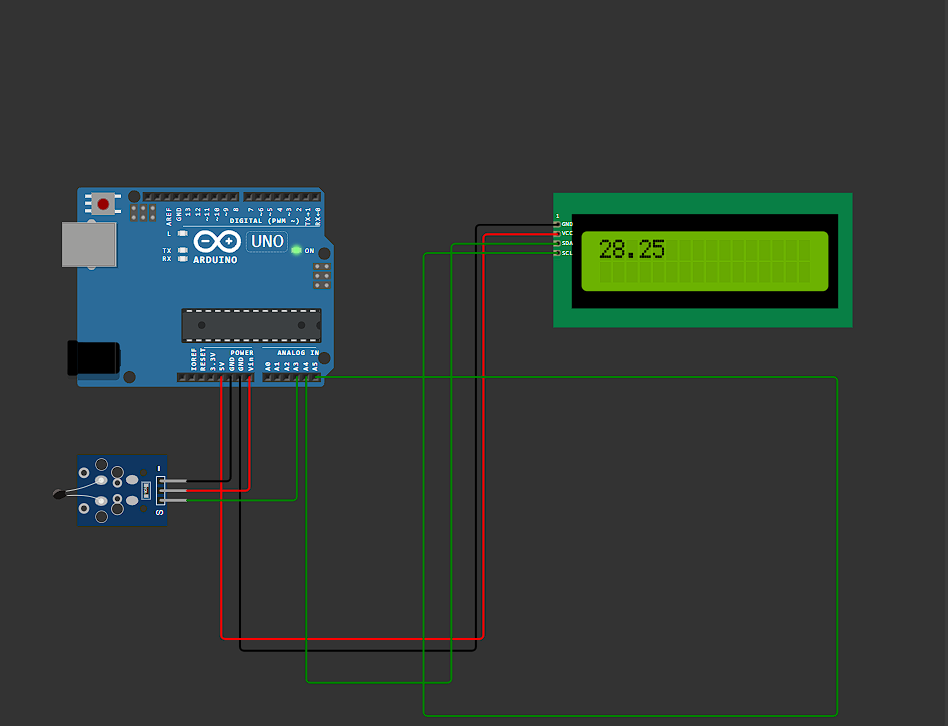 AREF
GND
13
12
~11
~10
~9
8
7
~6
~5
4
~3
2
TX→1
RX←0
DIGITAL (PWM ~)
L
UNO
ON
TX
RX
ARDUINO
1
GND
VCC
SDA
SCL
28.25
POWER
ANALOG IN
IOREF
RESET
3.3V
5V
GND
GND
Vin
A0
A1
A2
A3
A4
A5
S